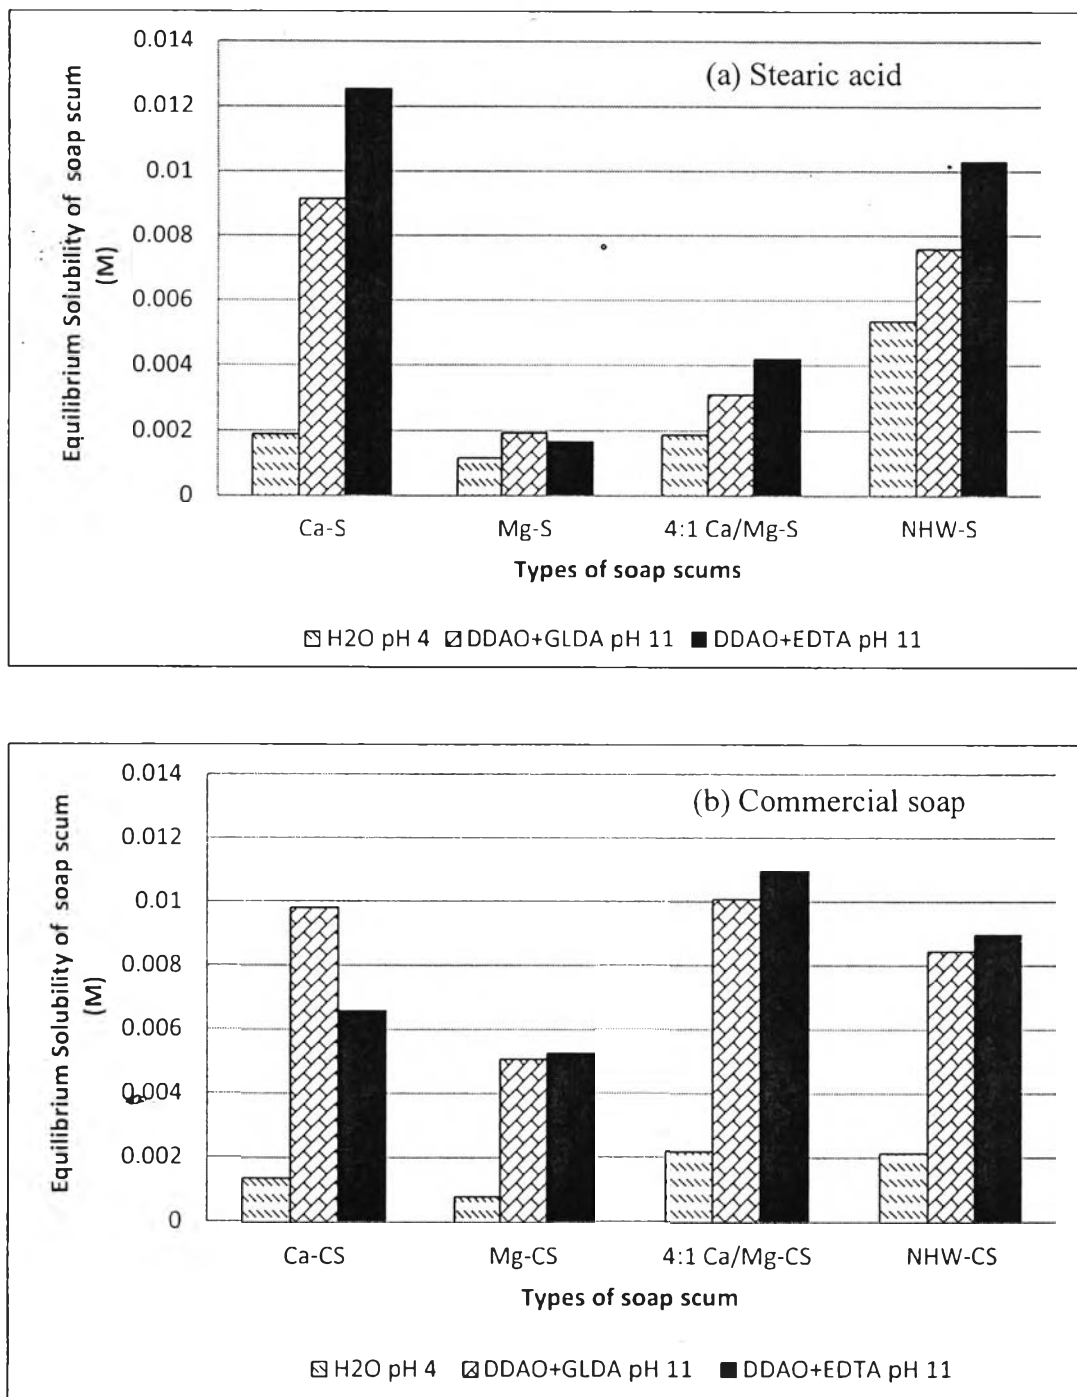 0.014
(a) Stearic acid
0.012
0.01
0.008
0.006
0.004
0.002
0
Equilibrium Solubility of soap scum
(M)
Ca-S Mg-S 4:1 Ca/Mg-S NHW-S
Types of soap scums
H2O pH 4 DDAO+GLDA pH 11 DDAO+EDTA pH 11
0.014
(b) Commercial soap
0.012
0.01
0.008
0.006
0.004
0.002
0
Equilibrium Solubility of soap scum
(M)
Ca-CS Mg-CS 4:1 Ca/Mg-CS NHW-CS
Types of soap scum
H2O pH 4 DDAO+GLDA pH 11 DDAO+EDTA pH 11